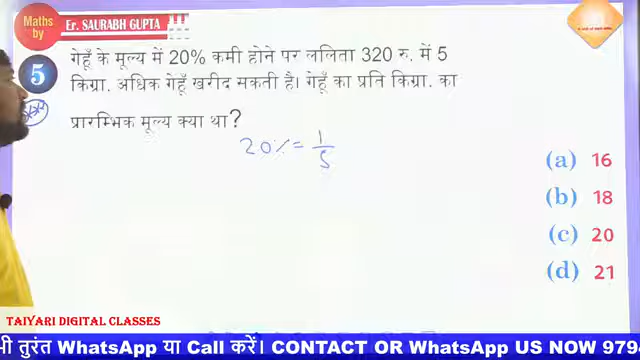 Maths
by
Er. SAURABH GUPTA
5
गेहूँ के मूल्य में 20% कमी होने पर ललिता 320 रु. में 5
किग्रा. अधिक गेहूँ खरीद सकती है। गेहूँ का प्रति किग्रा. का
प्रारम्भिक मूल्य क्या था?
20% = 1/5
(a) 16
(b) 18
(c) 20
(d) 21
TAIYARI DIGITAL CLASSES
भी तुरंत WhatsApp या Call करें। CONTACT OR WhatsApp US NOW 979